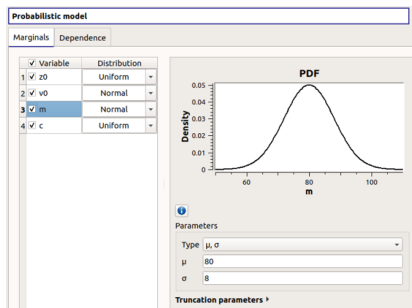 Probabilistic model
Marginals Dependence
Variable Distribution
1 z0 Uniform
2 v0 Normal
3 m Normal
4 c Uniform
PDF
Density
0.05
0.04
0.03
0.02
0.01
0
60 80 100
m
Parameters
Type μ, σ
μ 80
σ 8
Truncation parameters